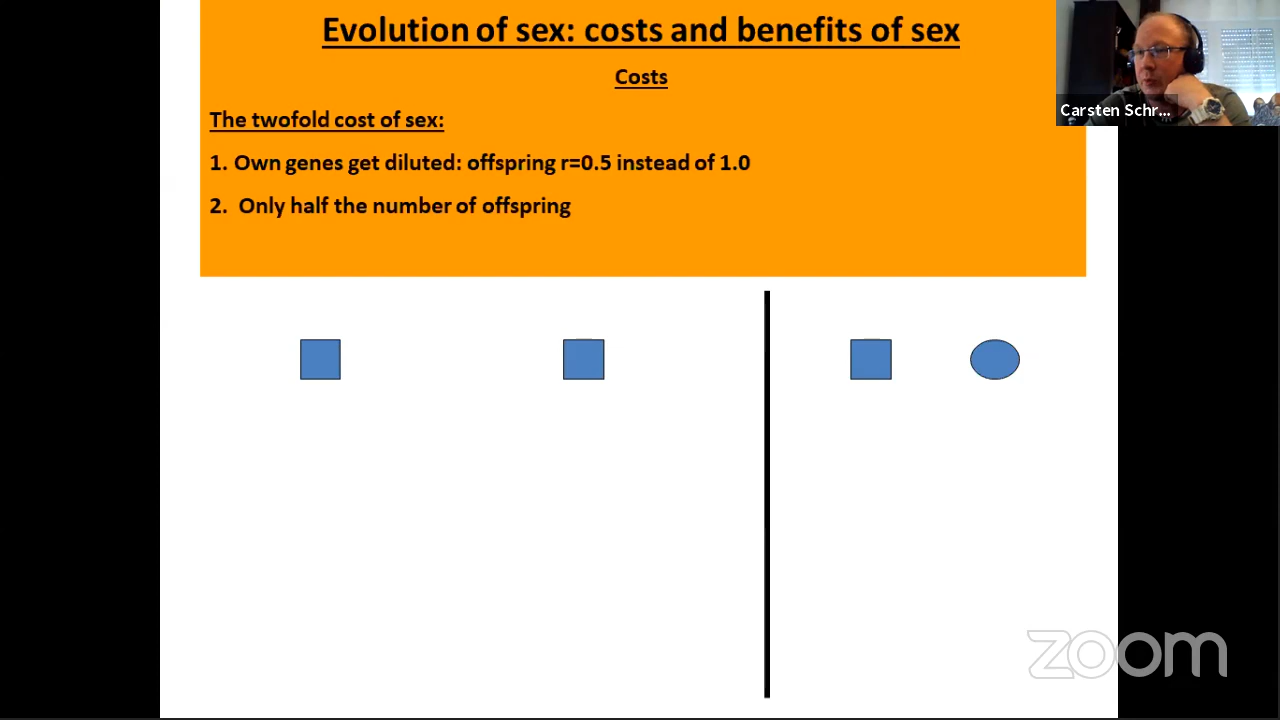 Evolution of sex: costs and benefits of sex
Costs
The twofold cost of sex:
1. Own genes get diluted: offspring r=0.5 instead of 1.0
2. Only half the number of offspring
Carsten Schr...
zoom